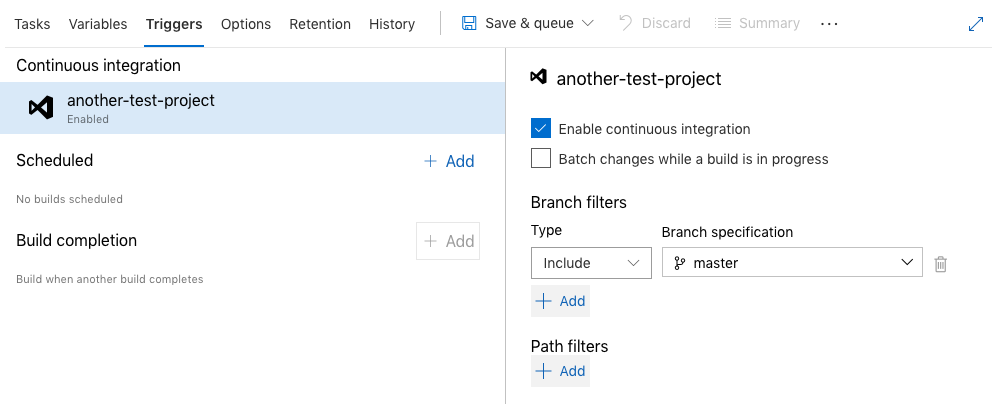 Tasks Variables Triggers Options Retention History Save & queue Discard Summary ...
Continuous integration
another-test-project
Enabled
Scheduled + Add
No builds scheduled
Build completion + Add
Build when another build completes
another-test-project
Enable continuous integration
Batch changes while a build is in progress
Branch filters
Type Branch specification
Include master
+ Add
Path filters
+ Add